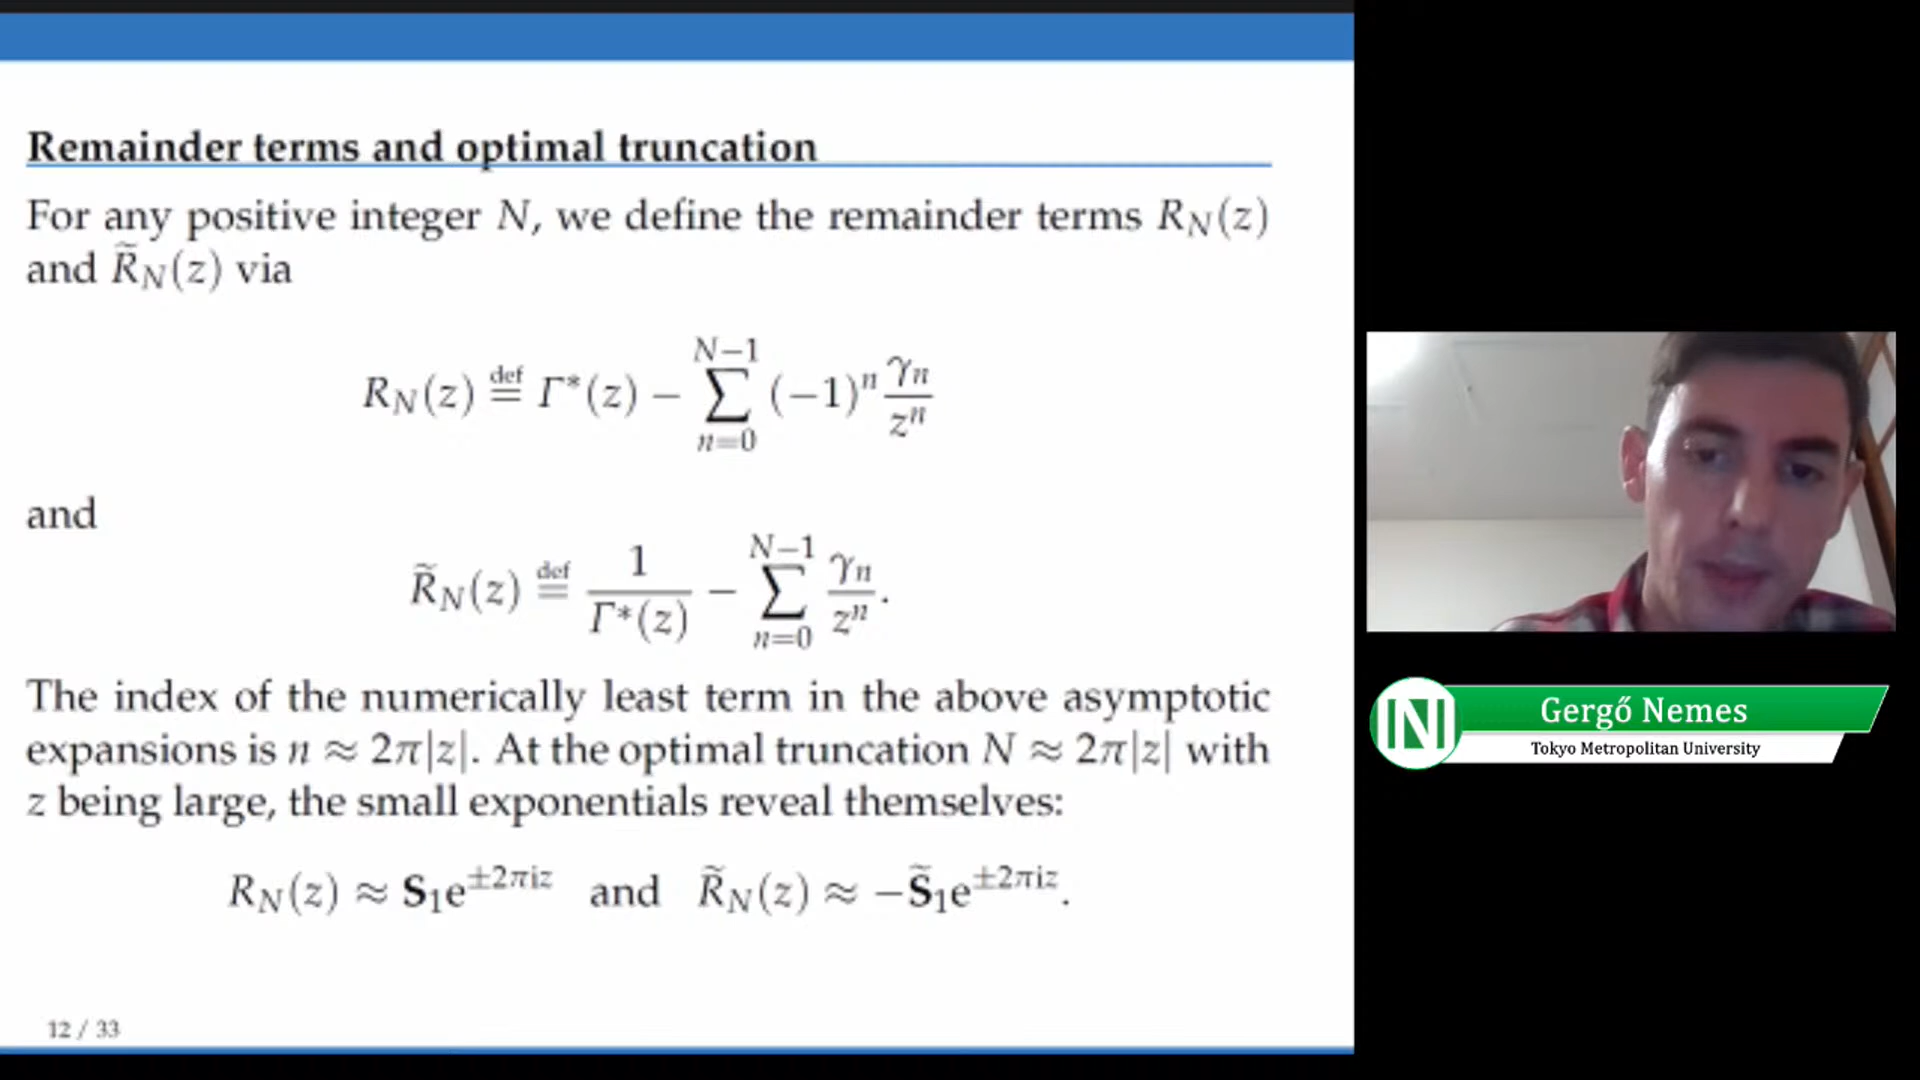 Remainder terms and optimal truncation
For any positive integer N, we define the remainder terms R_N(z)
and R̃_N(z) via
R_N(z) ≝ Γ*(z) − ∑_{n=0}^{N−1} (−1)^n γ_n/z^n
and
R̃_N(z) ≝ 1/Γ*(z) − ∑_{n=0}^{N−1} γ_n/z^n.
The index of the numerically least term in the above asymptotic
expansions is n ≈ 2π|z|. At the optimal truncation N ≈ 2π|z| with
z being large, the small exponentials reveal themselves:
R_N(z) ≈ S_1e^{±2πiz} and R̃_N(z) ≈ −S̃_1e^{±2πiz}.
12 / 33
IN
Gergő Nemes
Tokyo Metropolitan University